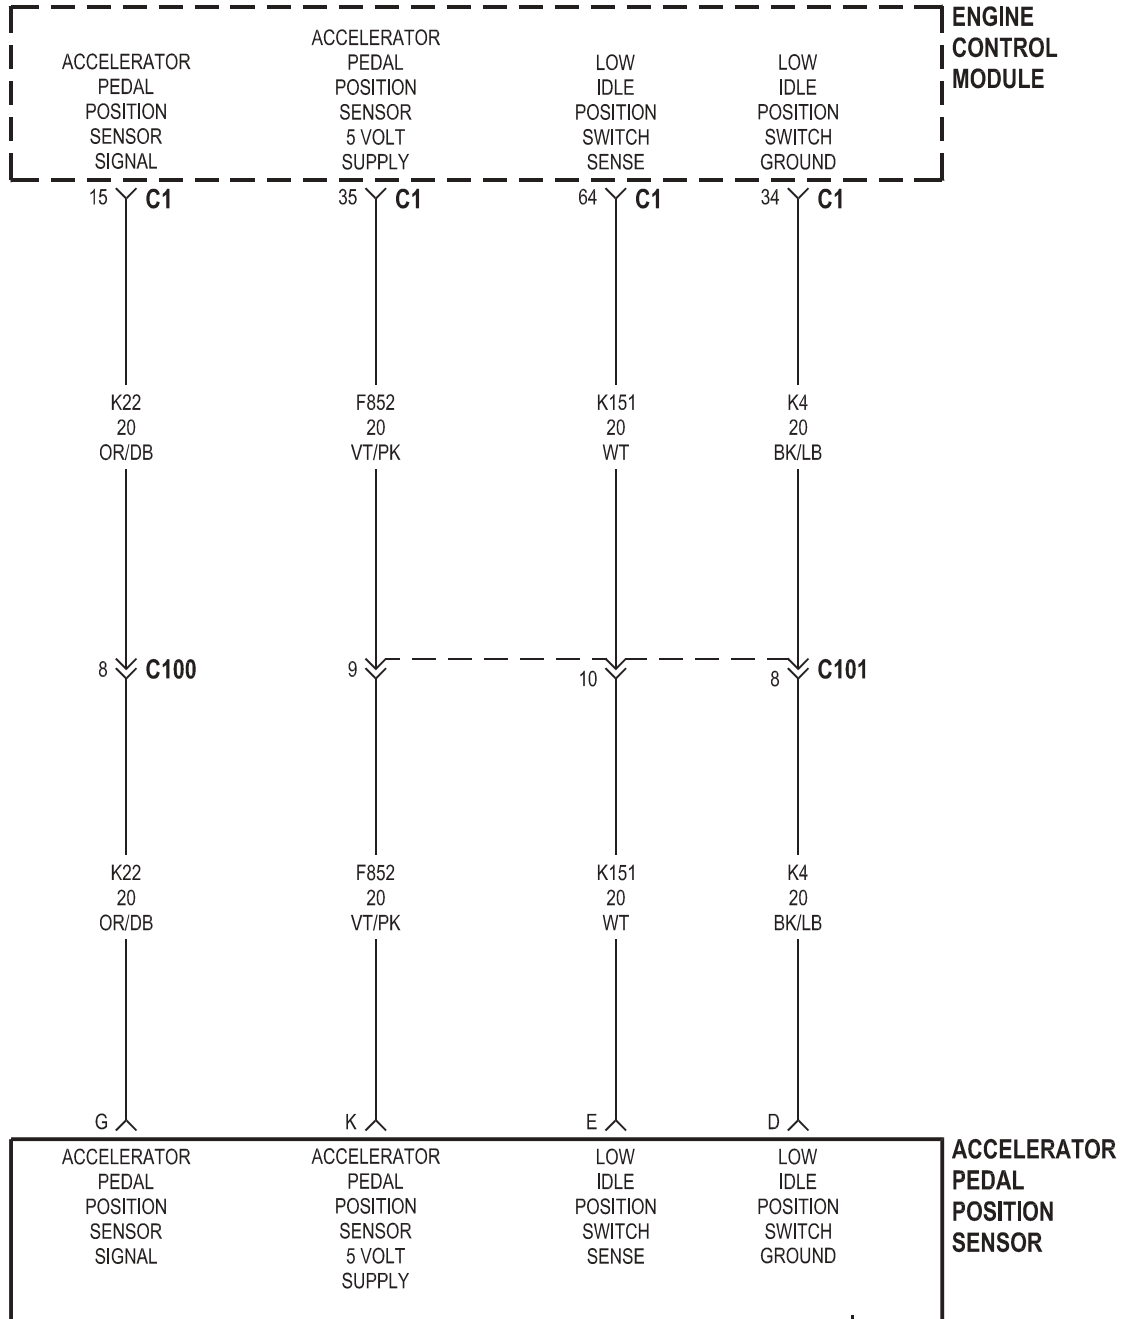 ENGINE
CONTROL
MODULE
ACCELERATOR
PEDAL
POSITION
SENSOR
SIGNAL
ACCELERATOR
PEDAL
POSITION
SENSOR
5 VOLT
SUPPLY
LOW
IDLE
POSITION
SWITCH
SENSE
LOW
IDLE
POSITION
SWITCH
GROUND
15 C1
35 C1
64 C1
34 C1
K22
20
OR/DB
F852
20
VT/PK
K151
20
WT
K4
20
BK/LB
8 C100
9
10
8 C101
K22
20
OR/DB
F852
20
VT/PK
K151
20
WT
K4
20
BK/LB
G
K
E
D
ACCELERATOR
PEDAL
POSITION
SENSOR
SIGNAL
ACCELERATOR
PEDAL
POSITION
SENSOR
5 VOLT
SUPPLY
LOW
IDLE
POSITION
SWITCH
SENSE
LOW
IDLE
POSITION
SWITCH
GROUND
ACCELERATOR
PEDAL
POSITION
SENSOR